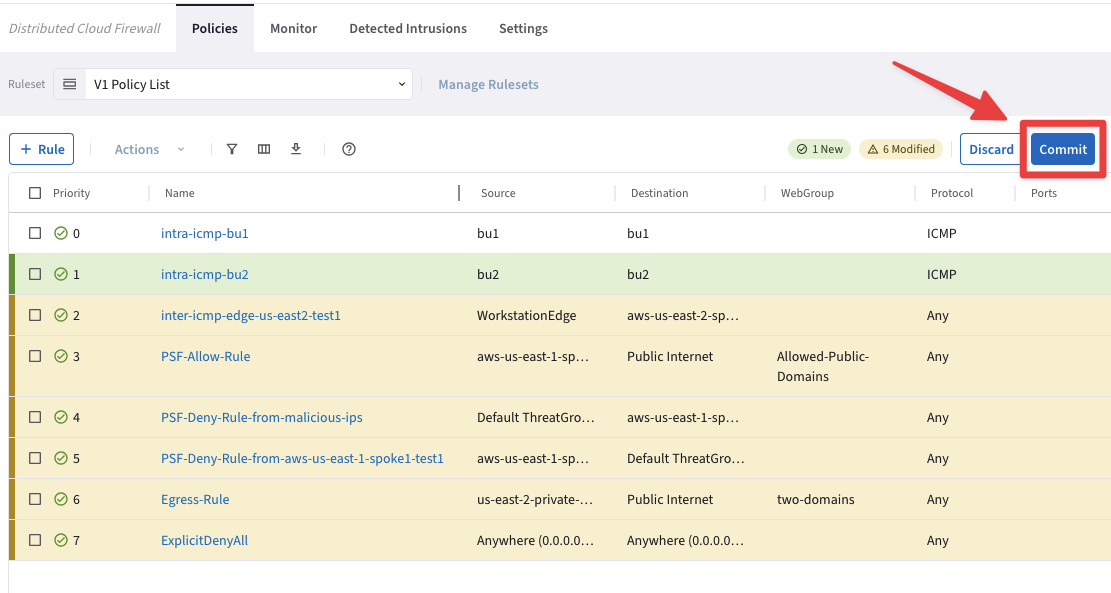 Distributed Cloud Firewall Policies Monitor Detected Intrusions Settings
Ruleset V1 Policy List Manage Rulesets
+ Rule Actions 1 New 6 Modified Discard Commit
Priority Name Source Destination WebGroup Protocol Ports
0 intra-icmp-bu1 bu1 bu1 ICMP
1 intra-icmp-bu2 bu2 bu2 ICMP
2 inter-icmp-edge-us-east2-test1 WorkstationEdge aws-us-east-2-sp… Any
3 PSF-Allow-Rule aws-us-east-1-sp… Public Internet Allowed-Public- Any
Domains
4 PSF-Deny-Rule-from-malicious-ips Default ThreatGro… aws-us-east-1-sp… Any
5 PSF-Deny-Rule-from-aws-us-east-1-spoke1-test1 aws-us-east-1-sp… Default ThreatGro… Any
6 Egress-Rule us-east-2-private-… Public Internet two-domains Any
7 ExplicitDenyAll Anywhere (0.0.0.0… Anywhere (0.0.0.0… Any